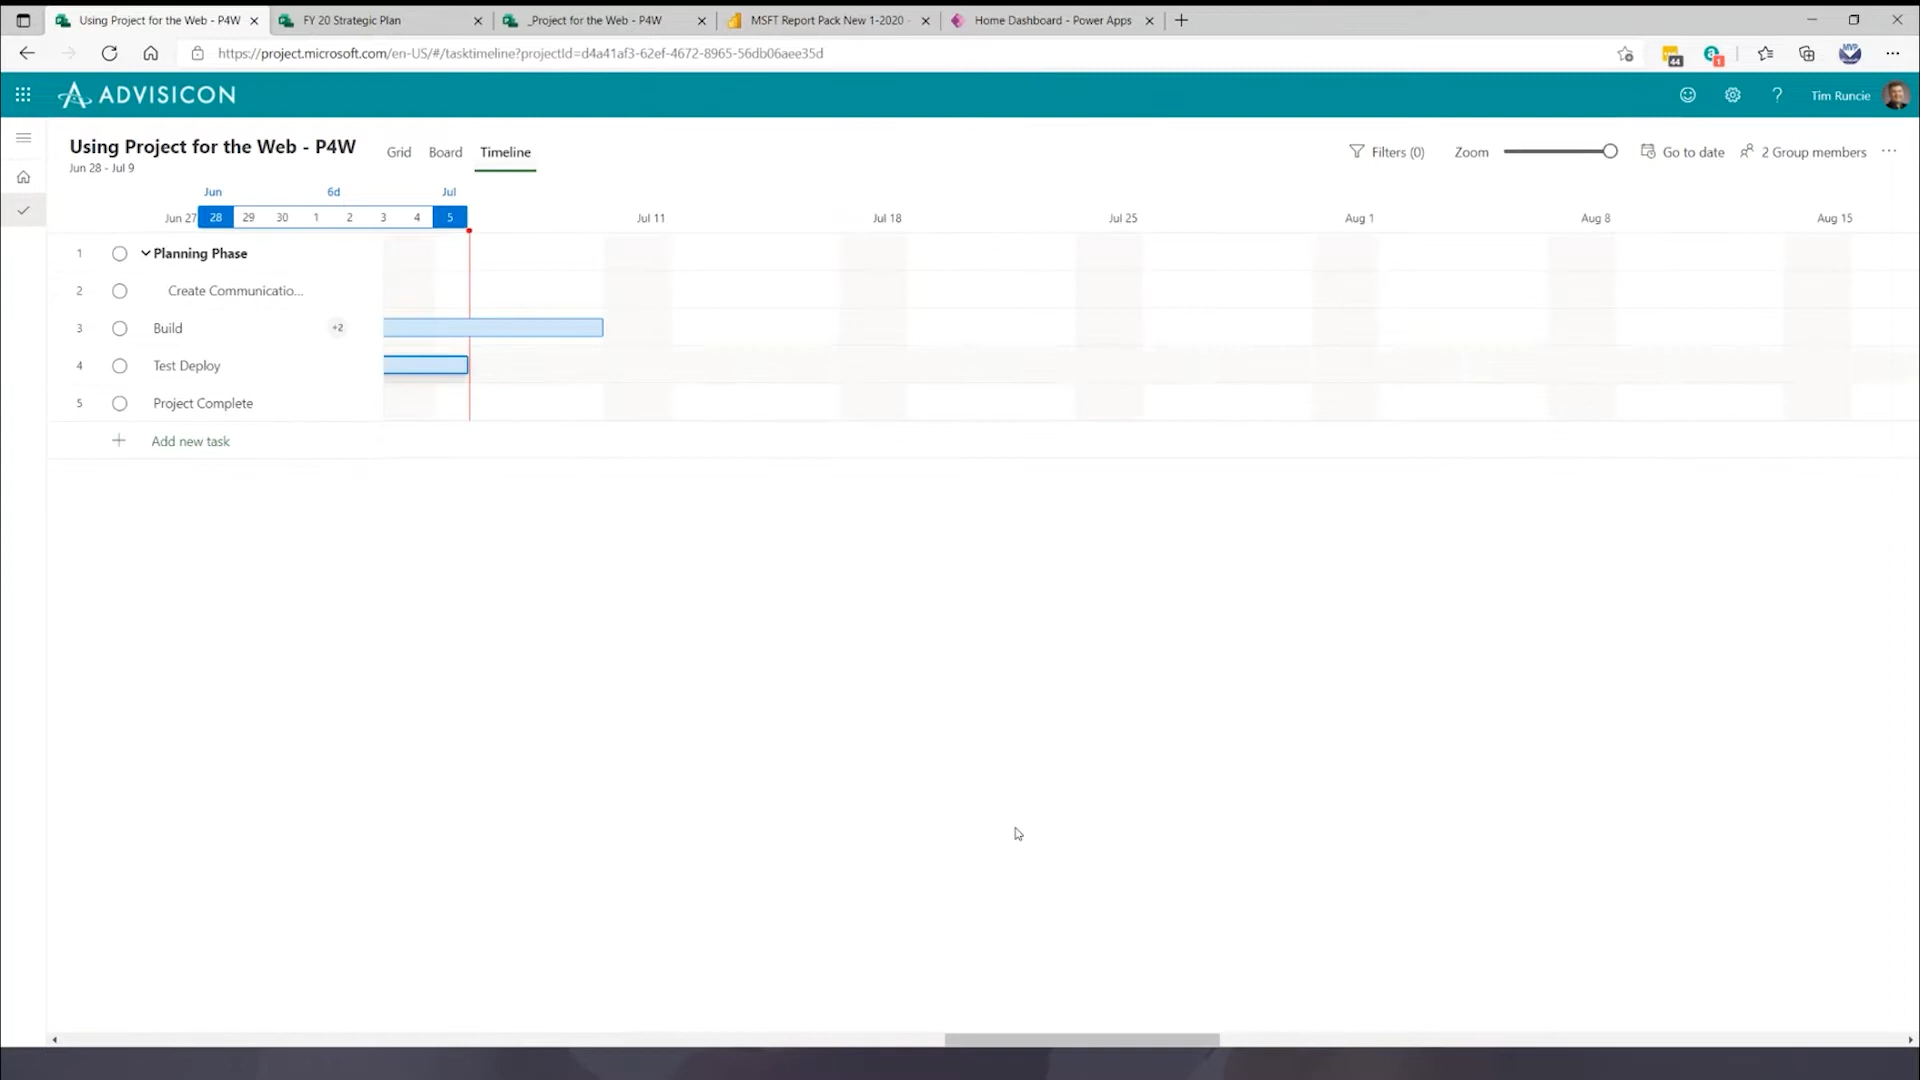 Using Project for the Web - P4W
FY 20 Strategic Plan
_Project for the Web - P4W
MSFT Report Pack New 1-2020 -
Home Dashboard - Power Apps
https://project.microsoft.com/en-US/#/tasktimeline?projectId=d4a41af3-62ef-4672-8965-56db06aee35d
44
1
MVP
ADVISICON
Tim Runcie
Using Project for the Web - P4W
Jun 28 - Jul 9
Grid
Board
Timeline
Filters (0)
Zoom
Go to date
2 Group members
Jun
6d
Jul
Jun 27
28 29 30 1 2 3 4 5
Jul 11
Jul 18
Jul 25
Aug 1
Aug 8
Aug 15
1 Planning Phase
2 Create Communicatio...
3 Build +2
4 Test Deploy
5 Project Complete
Add new task